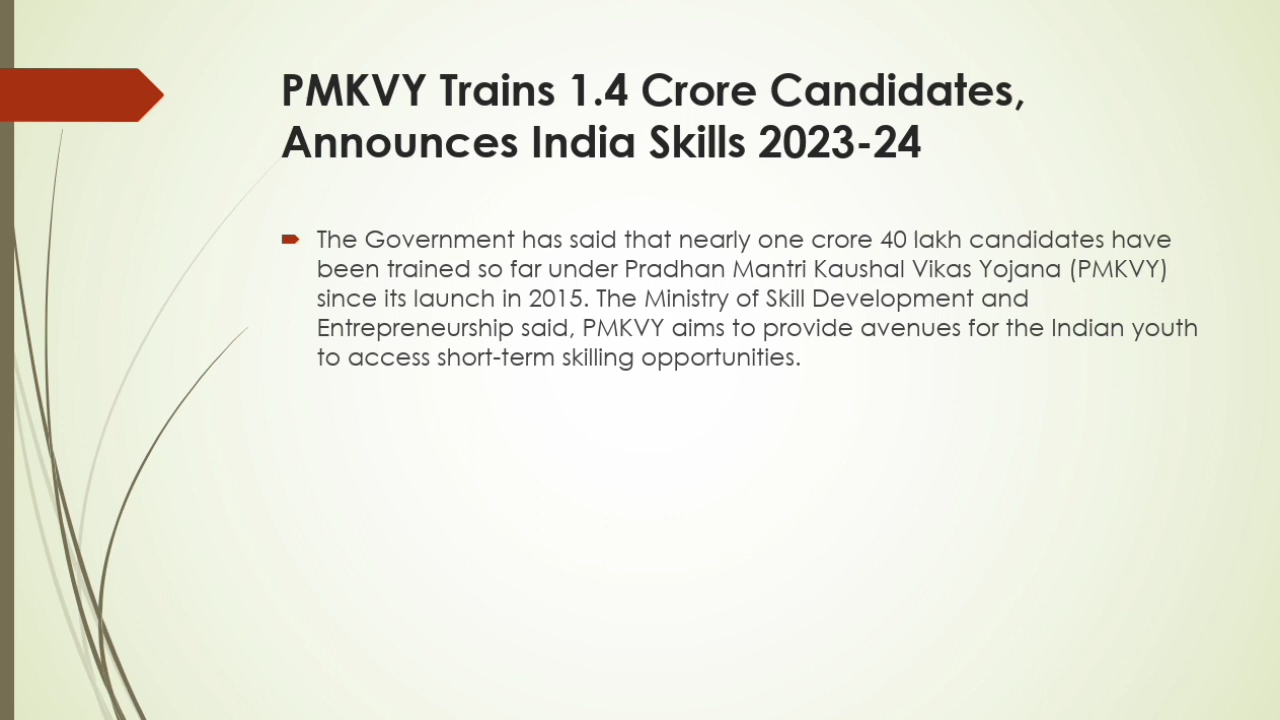 PMKVY Trains 1.4 Crore Candidates,
Announces India Skills 2023-24
The Government has said that nearly one crore 40 lakh candidates have
been trained so far under Pradhan Mantri Kaushal Vikas Yojana (PMKVY)
since its launch in 2015. The Ministry of Skill Development and
Entrepreneurship said, PMKVY aims to provide avenues for the Indian youth
to access short-term skilling opportunities.